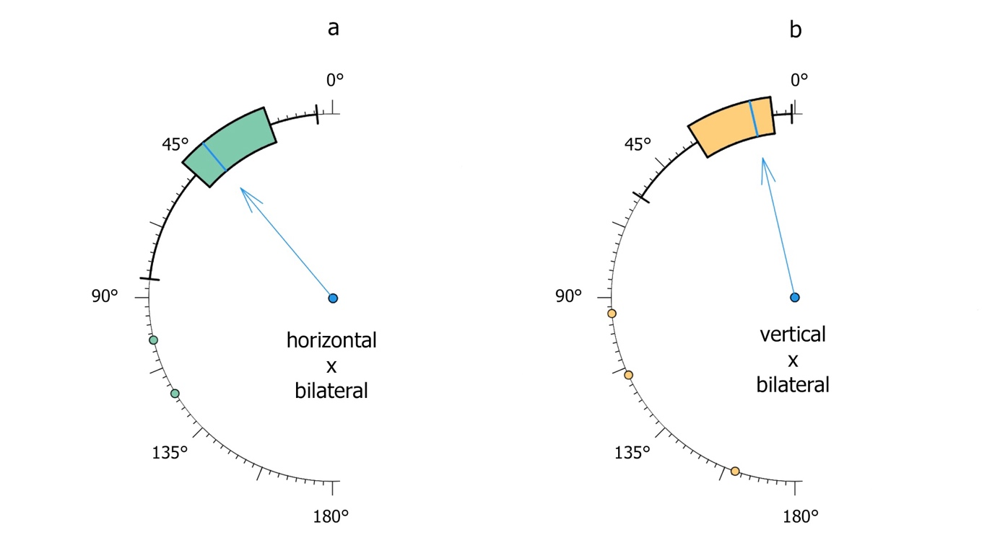 a
0°
45°
90°
horizontal
x
bilateral
135°
180°
b
0°
45°
90°
vertical
x
bilateral
135°
180°